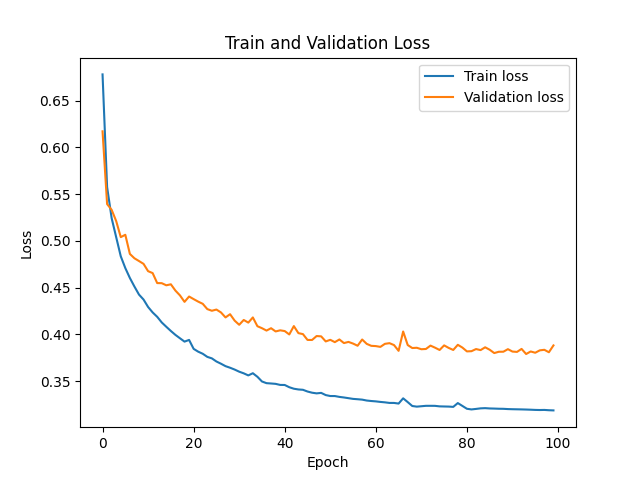 Train and Validation Loss
Train loss
Validation loss
0.65
0.60
0.55
0.50
0.45
0.40
0.35
Loss
0 20 40 60 80 100
Epoch